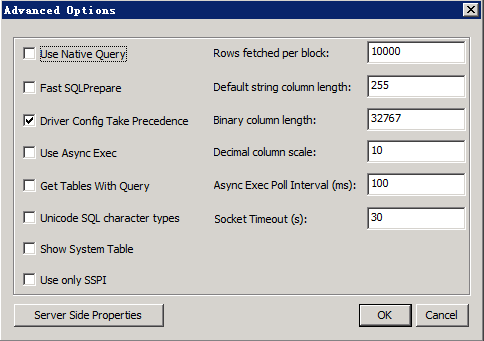 Advanced Options
Use Native Query
Rows fetched per block:
10000
Fast SQLPrepare
Default string column length:
255
Driver Config Take Precedence
Binary column length:
32767
Use Async Exec
Decimal column scale:
10
Get Tables With Query
Async Exec Poll Interval (ms):
100
Unicode SQL character types
Socket Timeout (s):
30
Show System Table
Use only SSPI
Server Side Properties
OK
Cancel